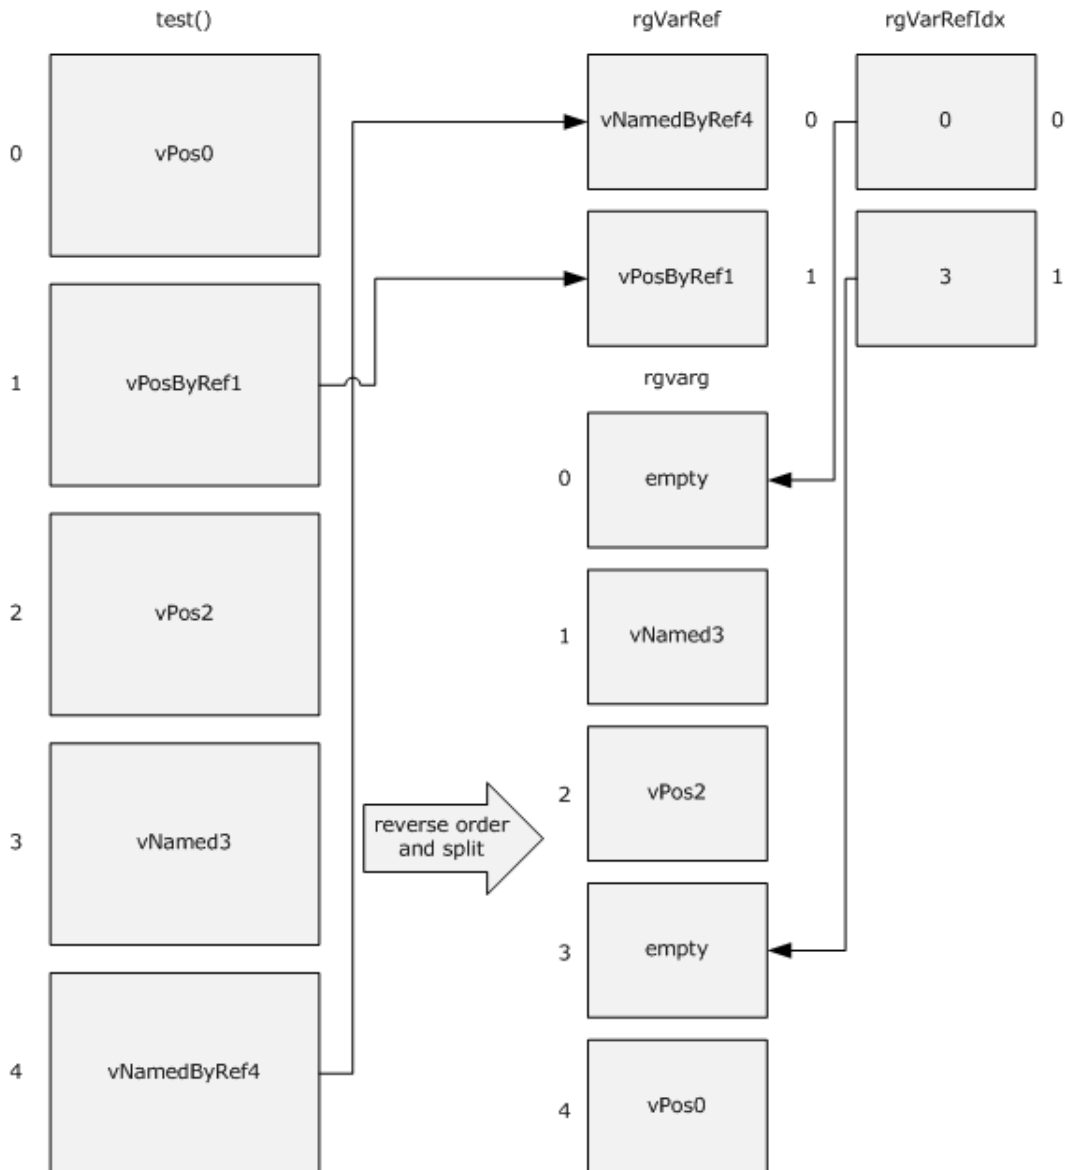 test()
rgVarRef
rgVarRefIdx
0
vPos0
vNamedByRef4
0
0
0
1
vPosByRef1
vPosByRef1
1
3
1
rgvarg
0
empty
2
vPos2
1
vNamed3
3
vNamed3
reverse order
and split
2
vPos2
3
empty
4
vNamedByRef4
4
vPos0